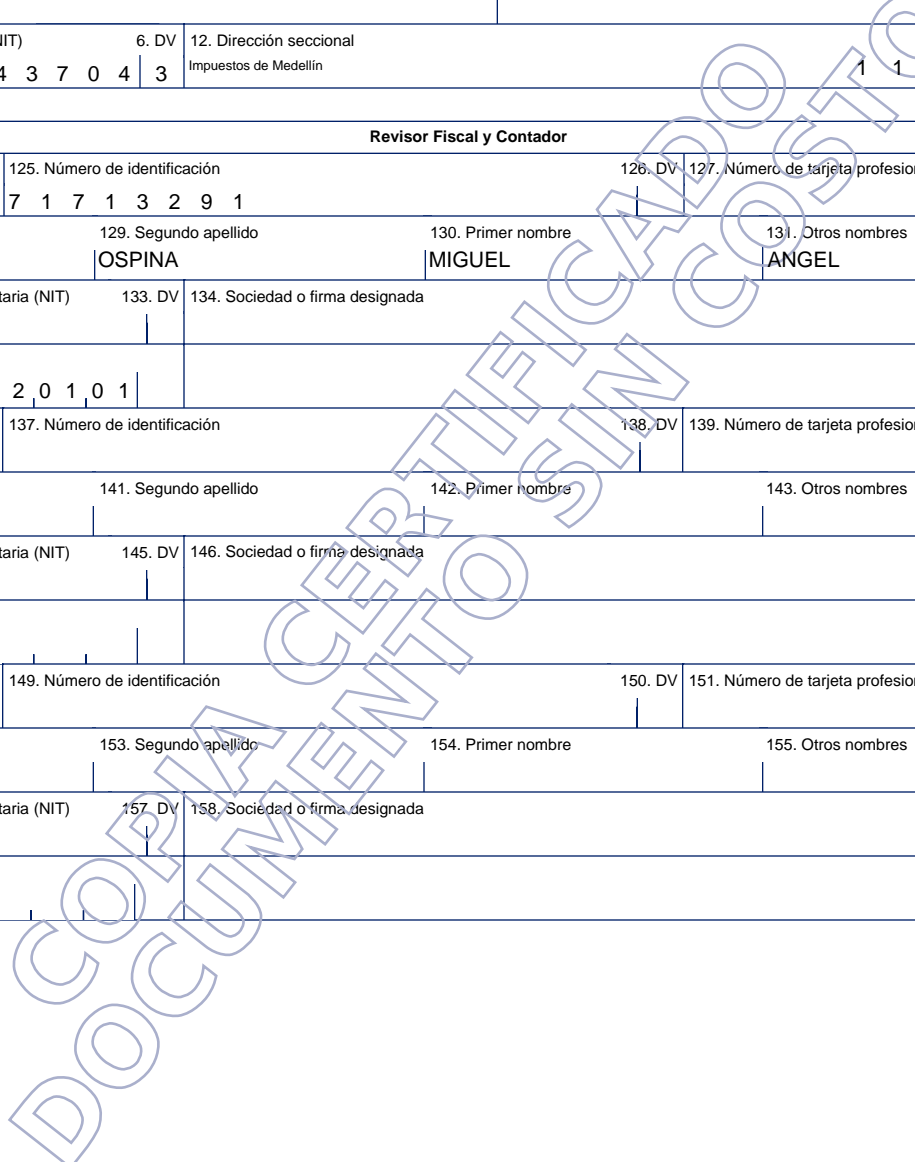 NIT) 6. DV 12. Dirección seccional
4 3 7 0 4 3 Impuestos de Medellín 1 1
Revisor Fiscal y Contador
125. Número de identificación 126. DV 127. Número de tarjeta profesion
7 1 7 1 3 2 9 1
129. Segundo apellido 130. Primer nombre 131. Otros nombres
OSPINA MIGUEL ANGEL
taria (NIT) 133. DV 134. Sociedad o firma designada
2 0 1 0 1
137. Número de identificación 138. DV 139. Número de tarjeta profesion
141. Segundo apellido 142. Primer nombre 143. Otros nombres
taria (NIT) 145. DV 146. Sociedad o firma designada
149. Número de identificación 150. DV 151. Número de tarjeta profesion
153. Segundo apellido 154. Primer nombre 155. Otros nombres
taria (NIT) 157. DV 158. Sociedad o firma designada
COPIA CERTIFICADO
DOCUMENTO SIN COSTO